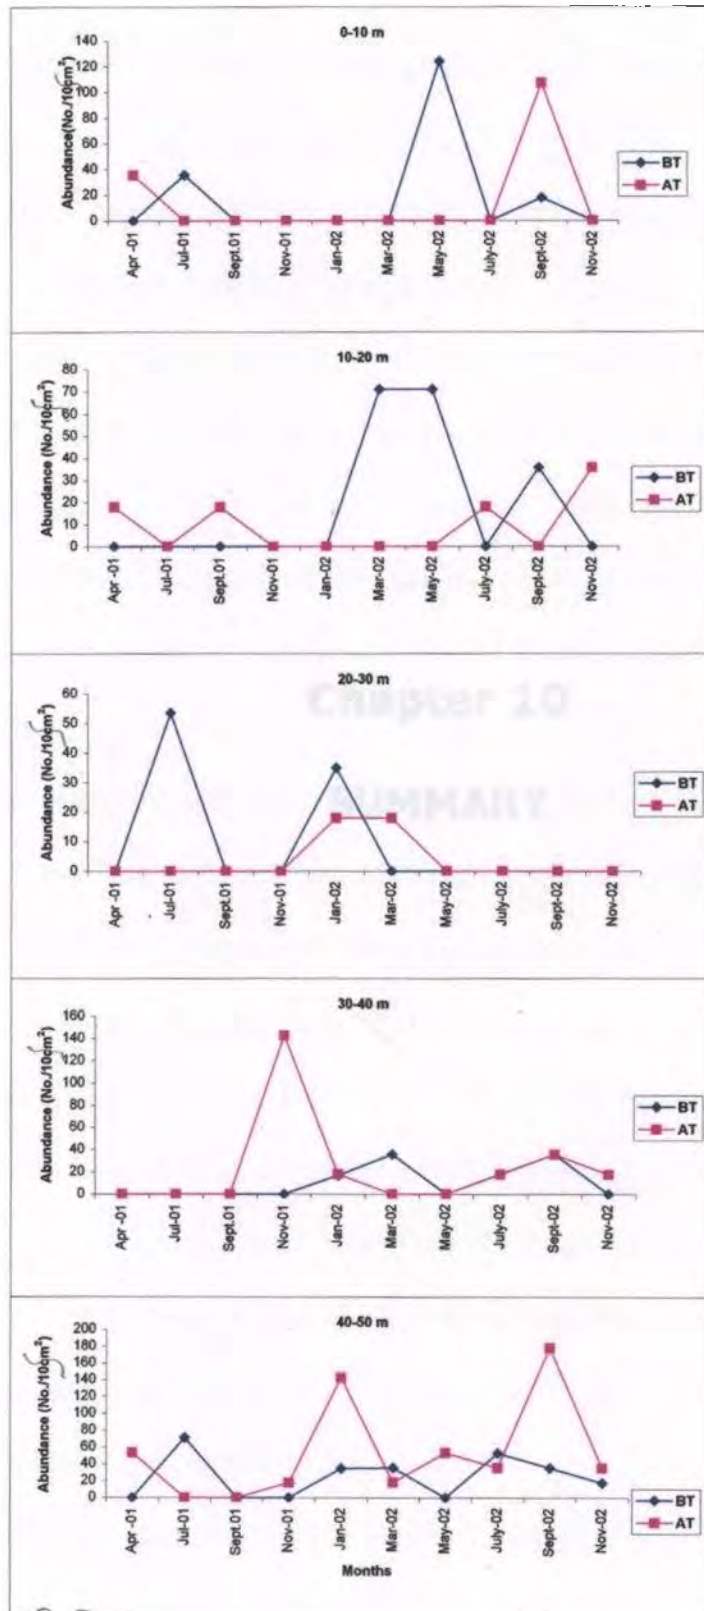 0-10 m
Abundance(No./10cm²)
140
120
100
80
60
40
20
0
Apr -01
Jul-01
Sept.01
Nov-01
Jan-02
Mar-02
May-02
July-02
Sept-02
Nov-02
BT
AT
10-20 m
Abundance (No./10cm²)
80
70
60
50
40
30
20
10
0
Apr -01
Jul-01
Sept.01
Nov-01
Jan-02
Mar-02
May-02
July-02
Sept-02
Nov-02
BT
AT
20-30 m
Abundance (No./10cm²)
60
50
40
30
20
10
0
Apr -01
Jul-01
Sept.01
Nov-01
Jan-02
Mar-02
May-02
July-02
Sept-02
Nov-02
BT
AT
Chapter 10
SUMMARY
30-40 m
Abundance (No./10cm²)
160
140
120
100
80
60
40
20
0
Apr -01
Jul-01
Sept.01
Nov-01
Jan-02
Mar-02
May-02
July-02
Sept-02
Nov-02
BT
AT
40-50 m
Abundance (No./10cm²)
200
180
160
140
120
100
80
60
40
20
0
Apr -01
Jul-01
Sept.01
Nov-01
Jan-02
Mar-02
May-02
July-02
Sept-02
Nov-02
BT
AT
Months